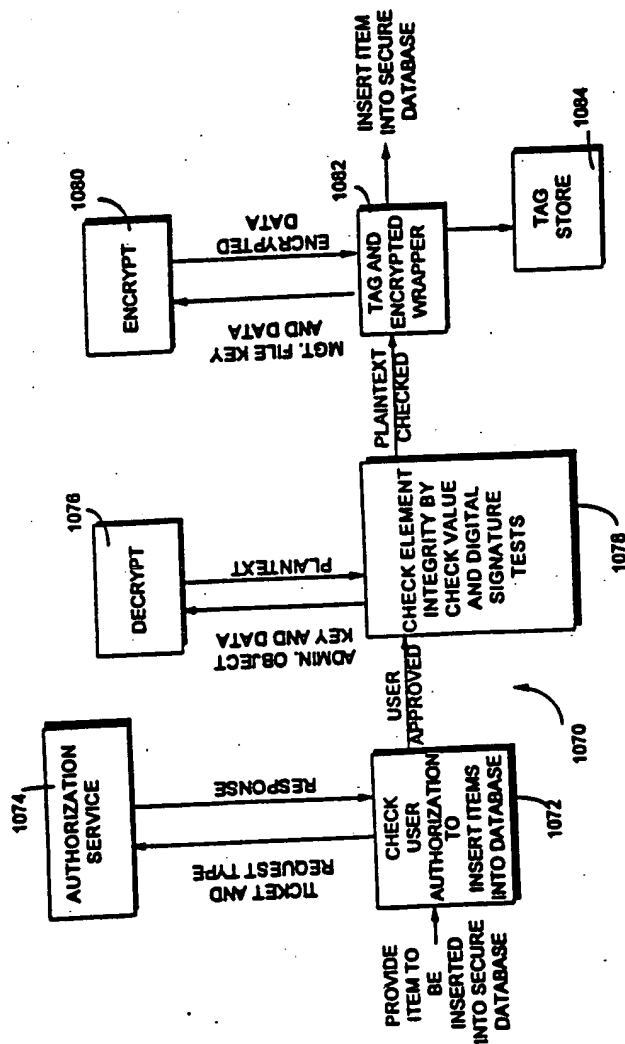 PROVIDE
ITEM TO
BE
INSERTED
INTO SECURE
DATABASE
CHECK
USER
AUTHORIZATION
TO
INSERT ITEMS
INTO DATABASE
1072
TICKET AND
REQUEST TYPE
RESPONSE
AUTHORIZATION
SERVICE
1074
1070
USER
APPROVED
CHECK ELEMENT
INTEGRITY BY
CHECK VALUE
AND DIGITAL
SIGNATURE
TESTS
1078
ADMIN. OBJECT
KEY AND DATA
PLAINTEXT
DECRYPT
1076
PLAINTEXT
CHECKED
TAG AND
ENCRYPTED
WRAPPER
1082
MGT. FILE KEY
AND DATA
ENCRYPTED
DATA
ENCRYPT
1080
INSERT ITEM
INTO SECURE
DATABASE
TAG
STORE
1084